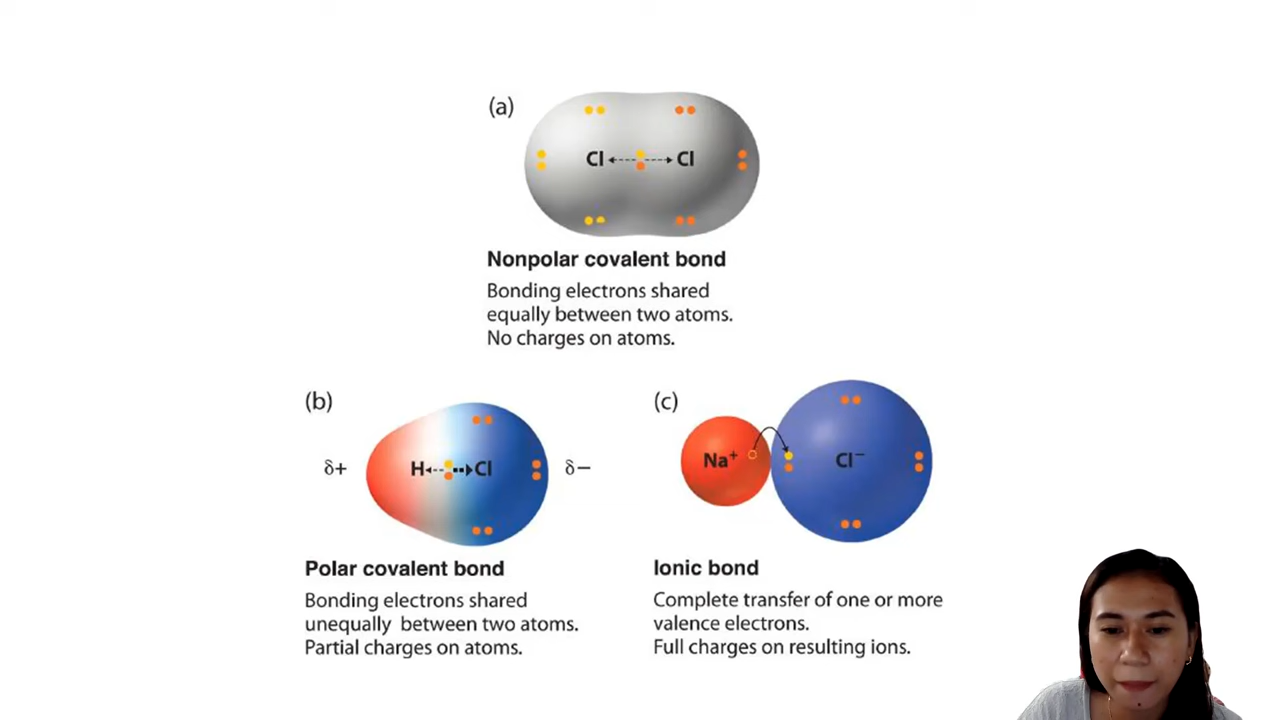 (a)
Cl Cl
Nonpolar covalent bond
Bonding electrons shared
equally between two atoms.
No charges on atoms.
(b)
δ+ H Cl δ−
Polar covalent bond
Bonding electrons shared
unequally between two atoms.
Partial charges on atoms.
(c)
Na⁺ Cl⁻
Ionic bond
Complete transfer of one or more
valence electrons.
Full charges on resulting ions.